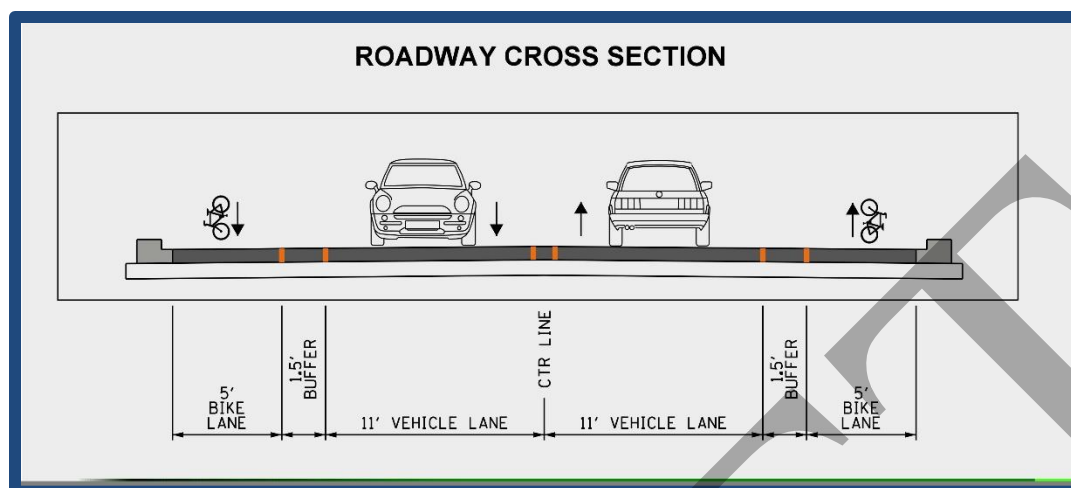 ROADWAY CROSS SECTION
5'
BIKE
LANE
1.5'
BUFFER
11' VEHICLE LANE
CTR LINE
11' VEHICLE LANE
1.5'
BUFFER
5'
BIKE
LANE